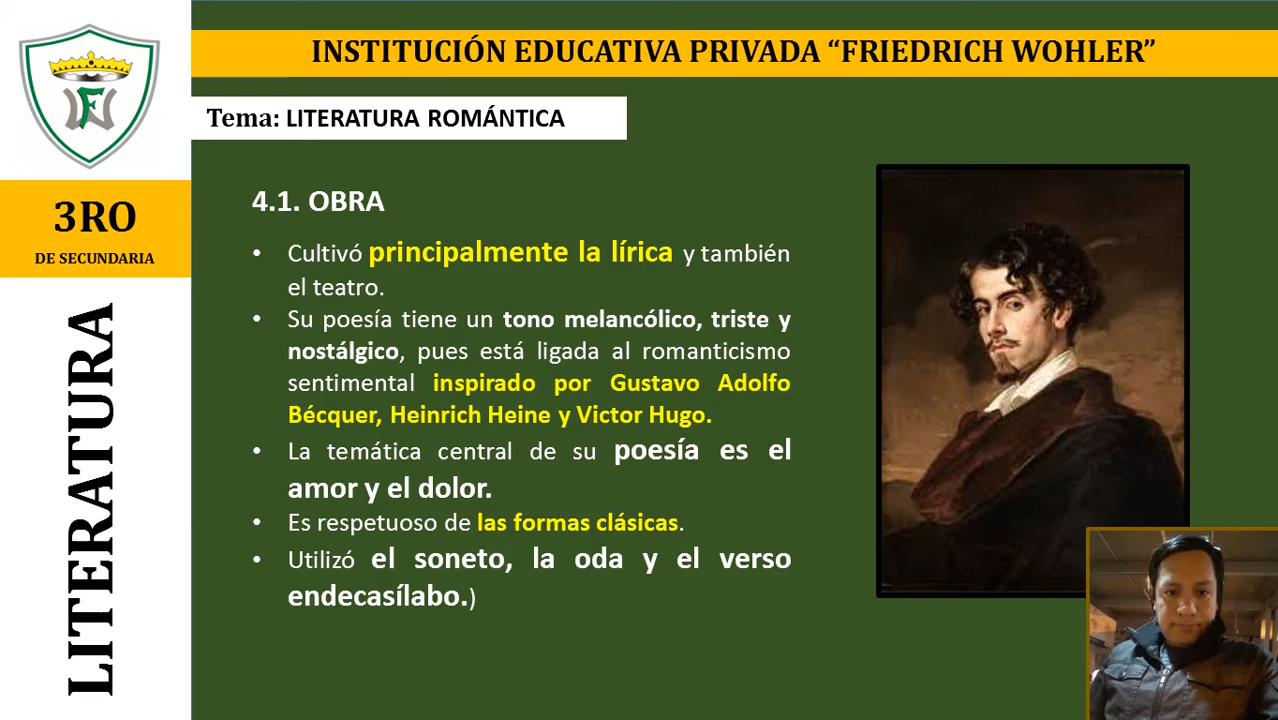 INSTITUCIÓN EDUCATIVA PRIVADA “FRIEDRICH WOHLER”
Tema: LITERATURA ROMÁNTICA
F
3RO
DE SECUNDARIA
LITERATURA
4.1. OBRA
• Cultivó principalmente la lírica y también
el teatro.
• Su poesía tiene un tono melancólico, triste y
nostálgico, pues está ligada al romanticismo
sentimental inspirado por Gustavo Adolfo
Bécquer, Heinrich Heine y Victor Hugo.
• La temática central de su poesía es el
amor y el dolor.
• Es respetuoso de las formas clásicas.
• Utilizó el soneto, la oda y el verso
endecasílabo.)